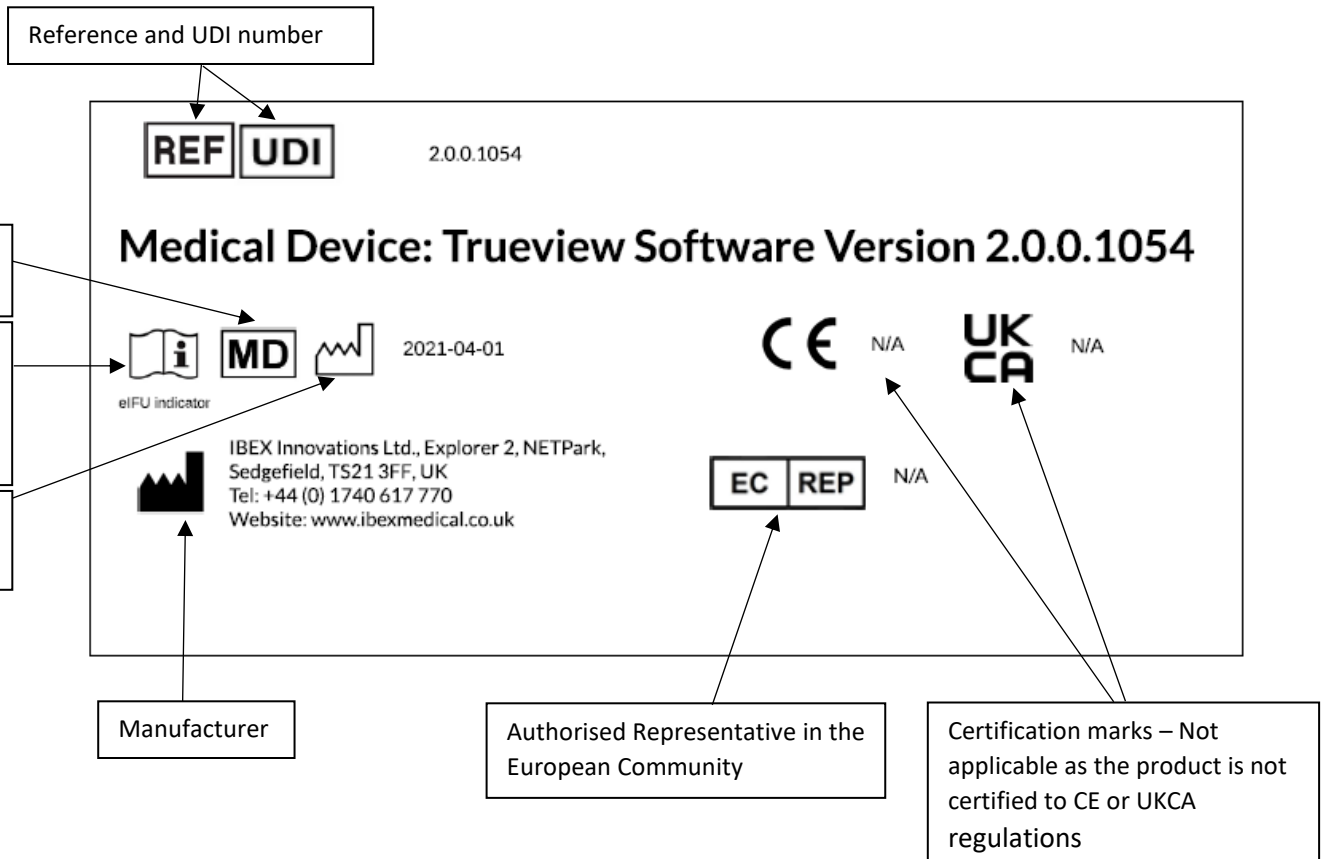 Reference and UDI number
REF UDI 2.0.0.1054
Medical Device: Trueview Software Version 2.0.0.1054
MD 2021-04-01
CE N/A
UK
CA N/A
eIFU indicator
IBEX Innovations Ltd., Explorer 2, NETPark,
Sedgefield, TS21 3FF, UK
Tel: +44 (0) 1740 617 770
Website: www.ibexmedical.co.uk
EC REP N/A
Manufacturer
Authorised Representative in the
European Community
Certification marks – Not
applicable as the product is not
certified to CE or UKCA
regulations